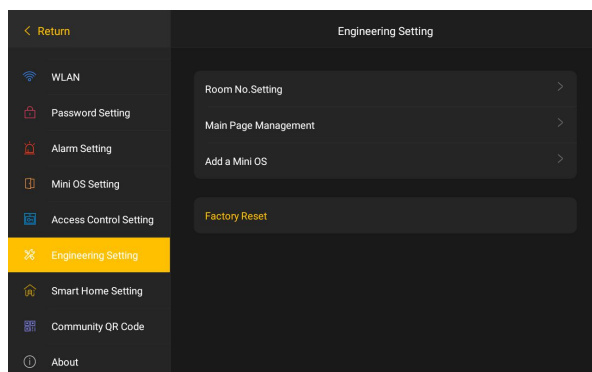 Return
Engineering Setting
WLAN
Password Setting
Alarm Setting
Mini OS Setting
Access Control Setting
Engineering Setting
Smart Home Setting
Community QR Code
About
Room No.Setting
Main Page Management
Add a Mini OS
Factory Reset